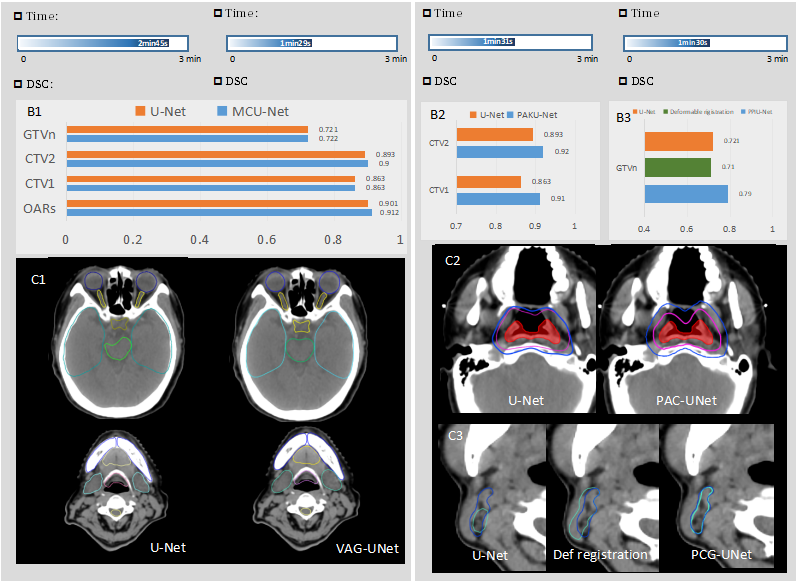 Time:
2min45s
0 3 min
Time:
1min29s
0 3 min
DSC:
DSC
B1
U-Net MCU-Net
GTVn 0.721
0.722
CTV2 0.893
0.9
CTV1 0.863
0.863
OARs 0.901
0.912
0 0.2 0.4 0.6 0.8 1
C1
U-Net
VAG-UNet
Time
1min31s
0 3 min
Time
1min30s
0 3 min
DSC
DSC
B2
U-Net PAKU-Net
CTV2 0.893
0.92
CTV1 0.863
0.91
0.7 0.8 0.9 1
B3
U-Net Deformable rigistration PPIU-Net
0.721
GTVn 0.71
0.79
0.4 0.6 0.8 1
C2
U-Net
PAC-UNet
C3
U-Net
Def registration
PCG-UNet